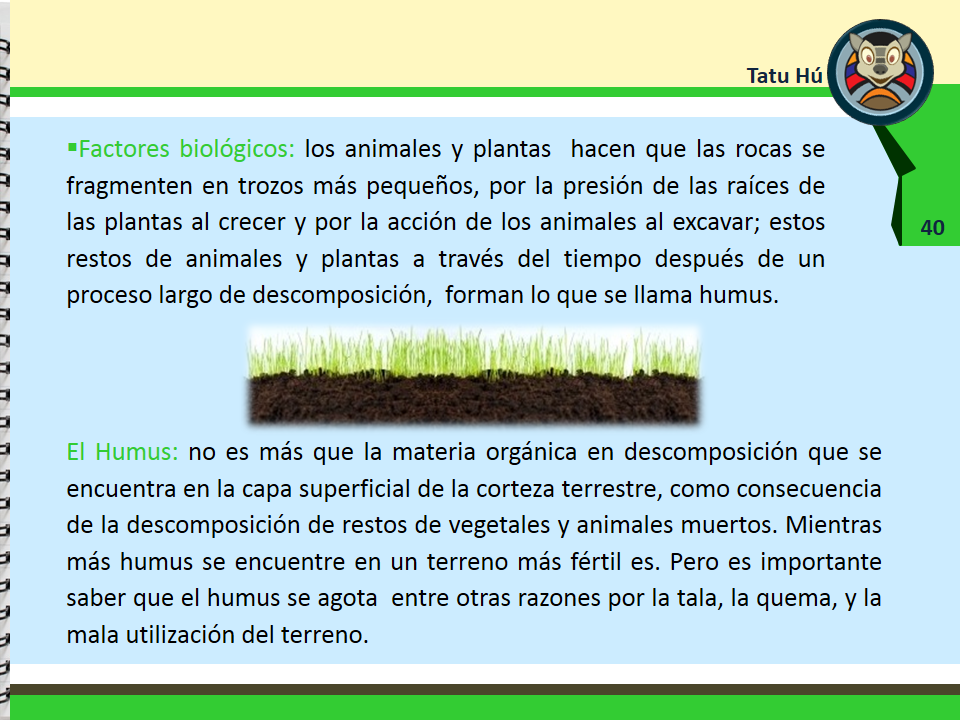 Tatu Hú
▪Factores biológicos: los animales y plantas hacen que las rocas se
fragmenten en trozos más pequeños, por la presión de las raíces de
las plantas al crecer y por la acción de los animales al excavar; estos
restos de animales y plantas a través del tiempo después de un
proceso largo de descomposición, forman lo que se llama humus.
40
El Humus: no es más que la materia orgánica en descomposición que se
encuentra en la capa superficial de la corteza terrestre, como consecuencia
de la descomposición de restos de vegetales y animales muertos. Mientras
más humus se encuentre en un terreno más fértil es. Pero es importante
saber que el humus se agota entre otras razones por la tala, la quema, y la
mala utilización del terreno.